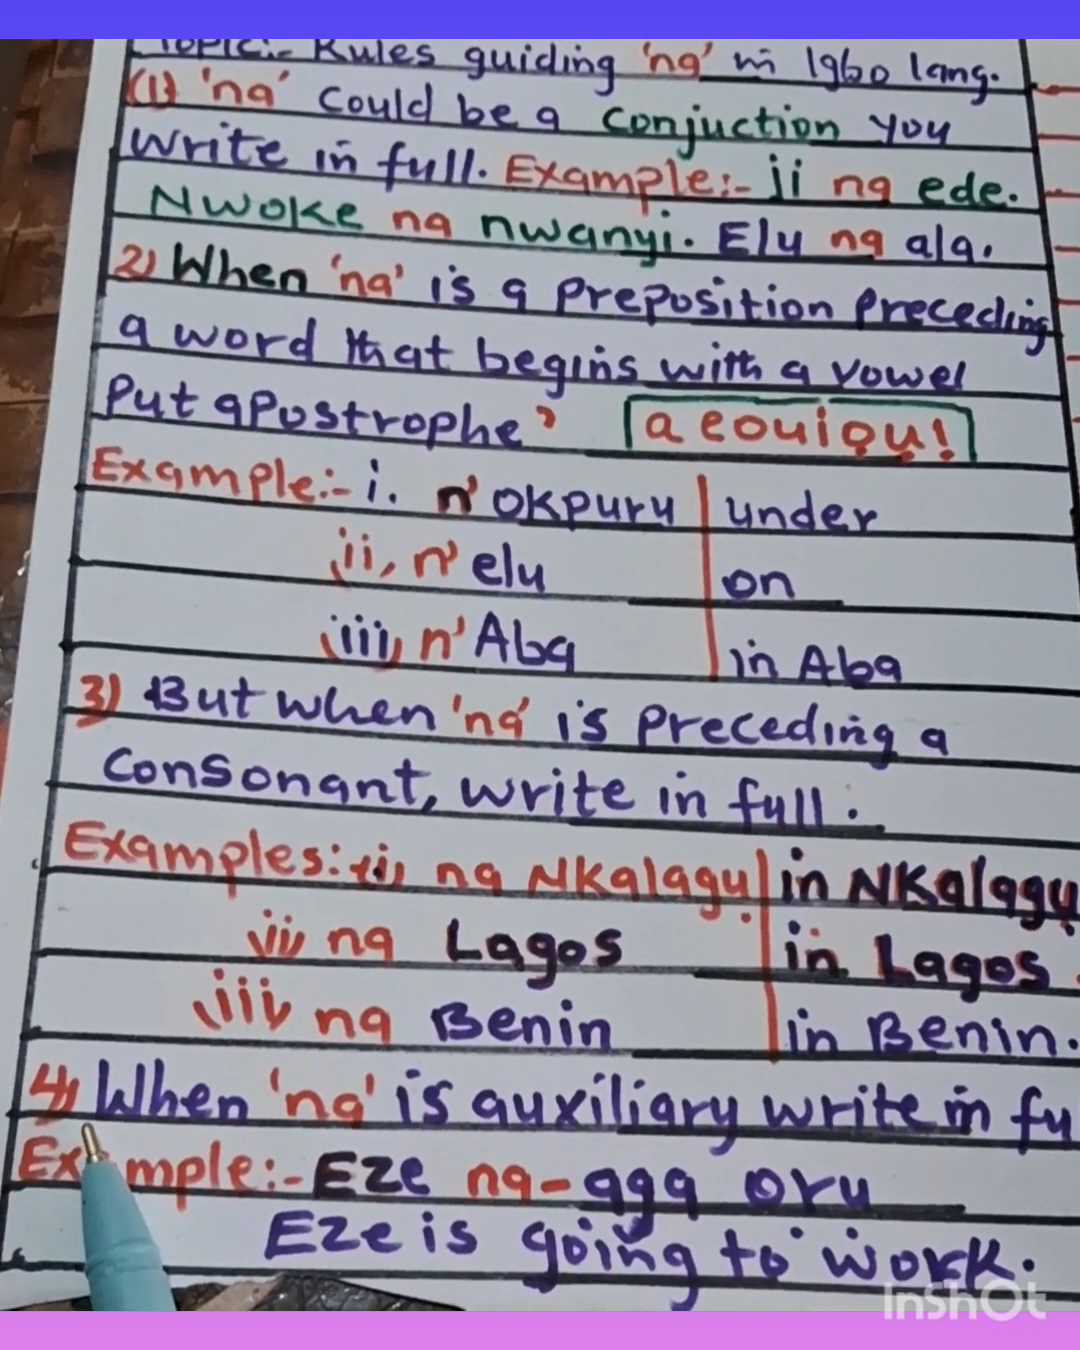 Topic:- Rules guiding 'na' in Igbo lang.
(1) 'na' could be a conjuction you
write in full. Example:- ji na ede.
Nwoke na nwanyi. Elu na ala.
2) When 'na' is a preposition preceding
a word that begins with a vowel
Put apostrophe ' a e o u i ọ ụ ị
Example:- i. n' okpuru | under
ii, n' elu | on
iii, n' Aba | in Aba
3) But when 'na' is preceding a
consonant, write in full.
Examples:- i, na Nkalagụ | in Nkalagụ
ii, na Lagos | in Lagos.
iii, na Benin | in Benin.
4) When 'na' is auxiliary write in fu
Example:- Eze na-aga oru
Eze is going to work.
InShOt